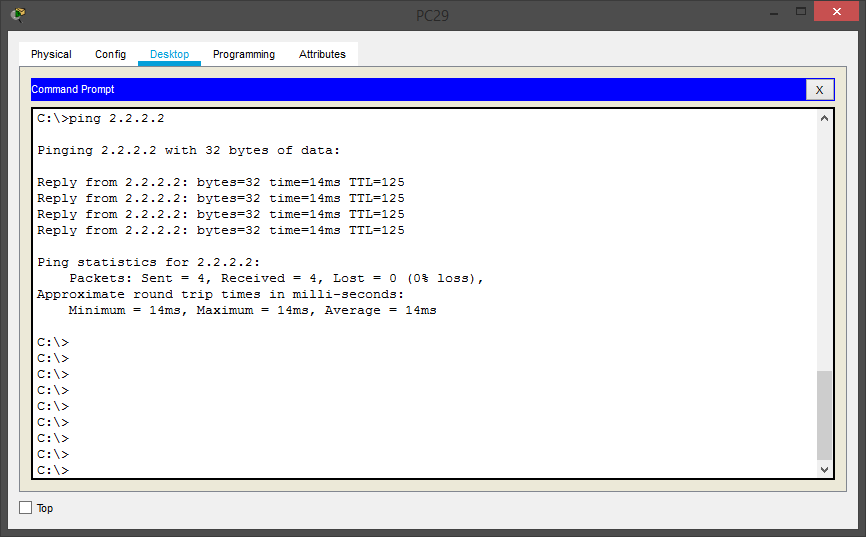 PC29
Physical Config Desktop Programming Attributes
Command Prompt X
C:\>ping 2.2.2.2
Pinging 2.2.2.2 with 32 bytes of data:
Reply from 2.2.2.2: bytes=32 time=14ms TTL=125
Reply from 2.2.2.2: bytes=32 time=14ms TTL=125
Reply from 2.2.2.2: bytes=32 time=14ms TTL=125
Reply from 2.2.2.2: bytes=32 time=14ms TTL=125
Ping statistics for 2.2.2.2:
    Packets: Sent = 4, Received = 4, Lost = 0 (0% loss),
Approximate round trip times in milli-seconds:
    Minimum = 14ms, Maximum = 14ms, Average = 14ms
C:\>
C:\>
C:\>
C:\>
C:\>
C:\>
C:\>
C:\>
C:\>
Top